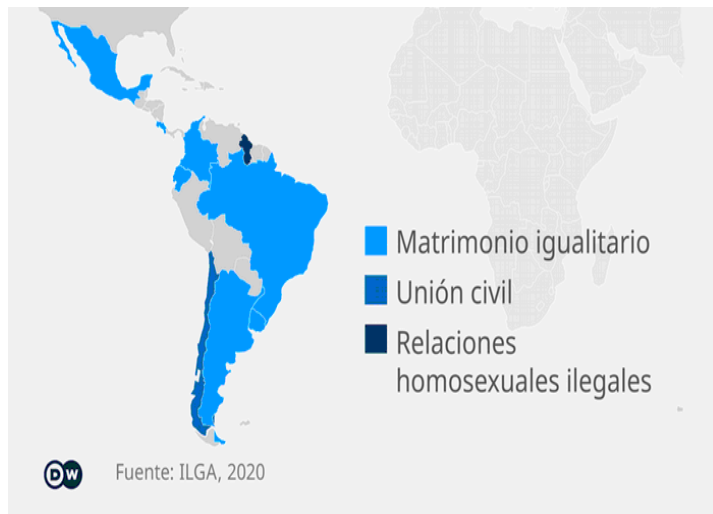 Matrimonio igualitario
Unión civil
Relaciones
homosexuales ilegales
DW
Fuente: ILGA, 2020